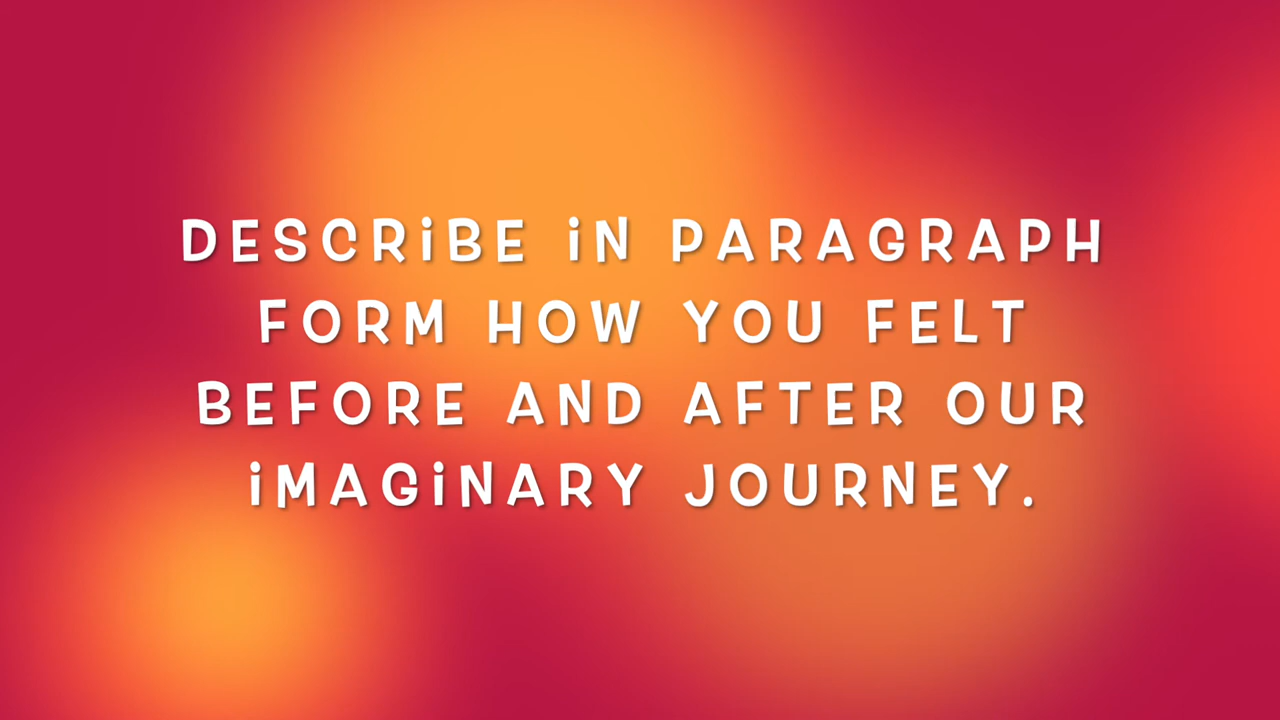 DESCRiBE iN PARAGRAPH
FORM HOW YOU FELT
BEFORE AND AFTER OUR
iMAGiNARY JOURNEY.